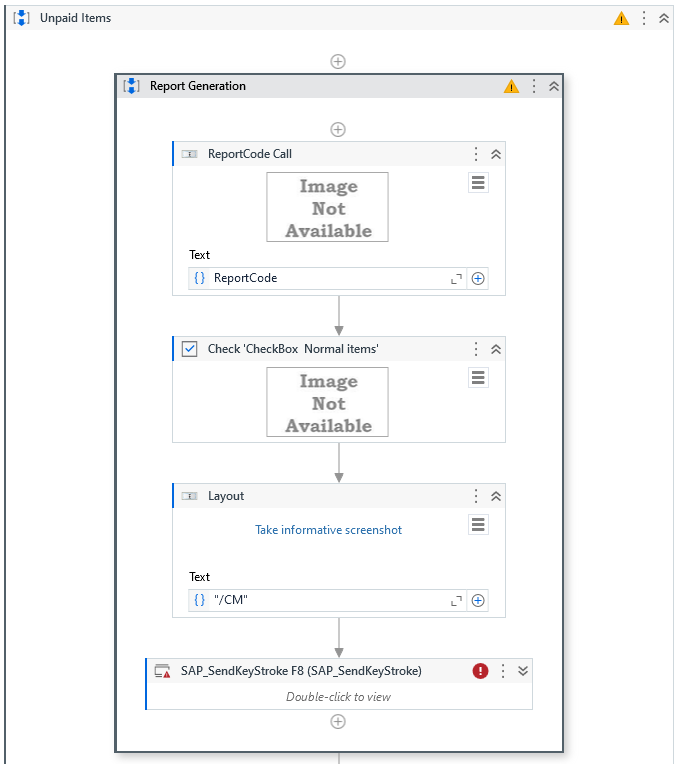 Unpaid Items
Report Generation
ReportCode Call
Image
Not
Available
Text
{} ReportCode
Check 'CheckBox  Normal items'
Image
Not
Available
Layout
Take informative screenshot
Text
{} "/CM"
SAP_SendKeyStroke F8 (SAP_SendKeyStroke)
Double-click to view